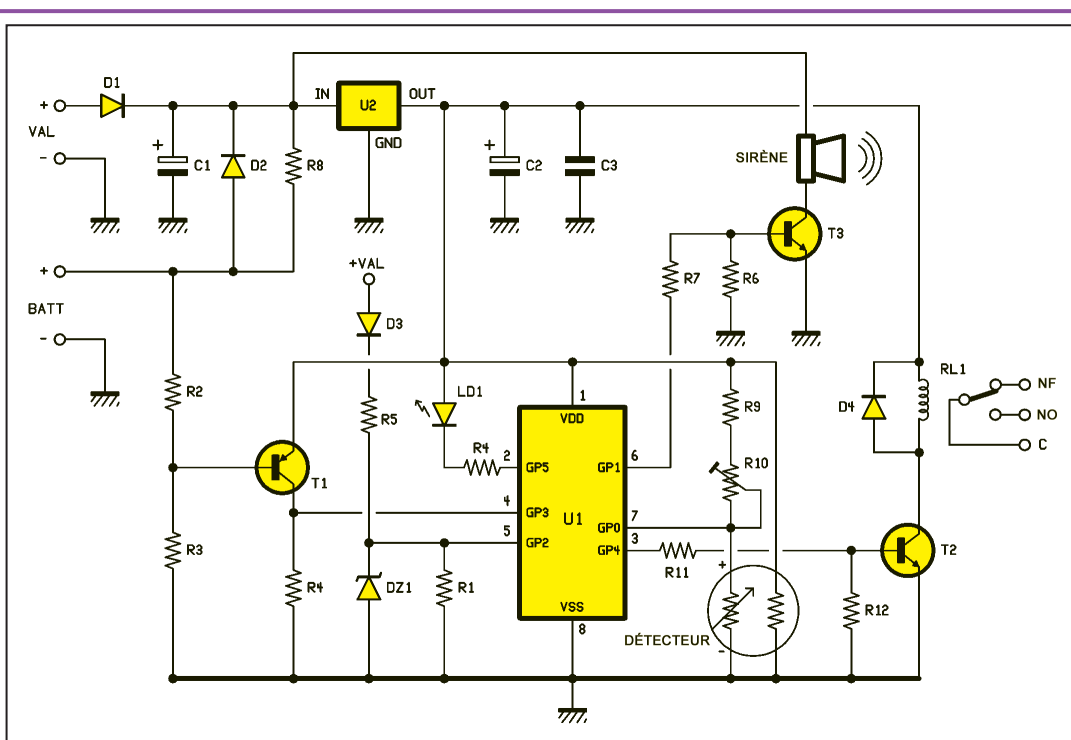 D1
+
VAL
-
+
C1
D2
R8
IN
U2
OUT
GND
+
C2
C3
SIRÈNE
T3
R7
R6
+
BATT
-
+VAL
D3
R2
R5
LD1
R4
T1
R3
R4
DZ1
R1
1
VDD
2
GP5
4
GP3
5
GP2
U1
6
GP1
7
GP0
3
GP4
VSS
8
R9
R10
R11
+
DÉTECTEUR
-
R12
T2
D4
RL1
NF
NO
C